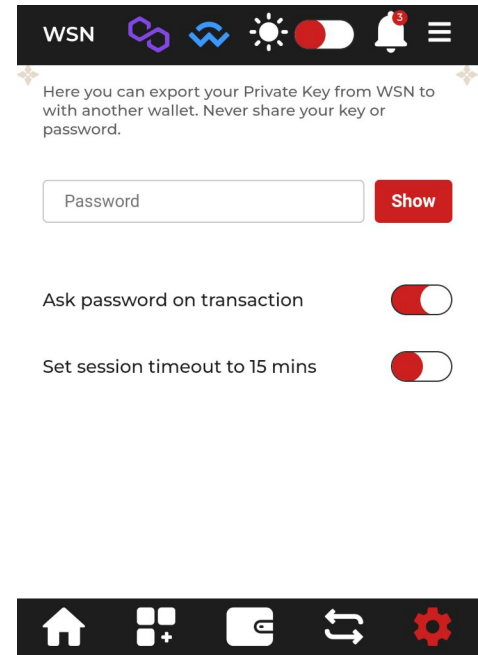 WSN
3
Here you can export your Private Key from WSN to
with another wallet. Never share your key or
password.
Password
Show
Ask password on transaction
Set session timeout to 15 mins